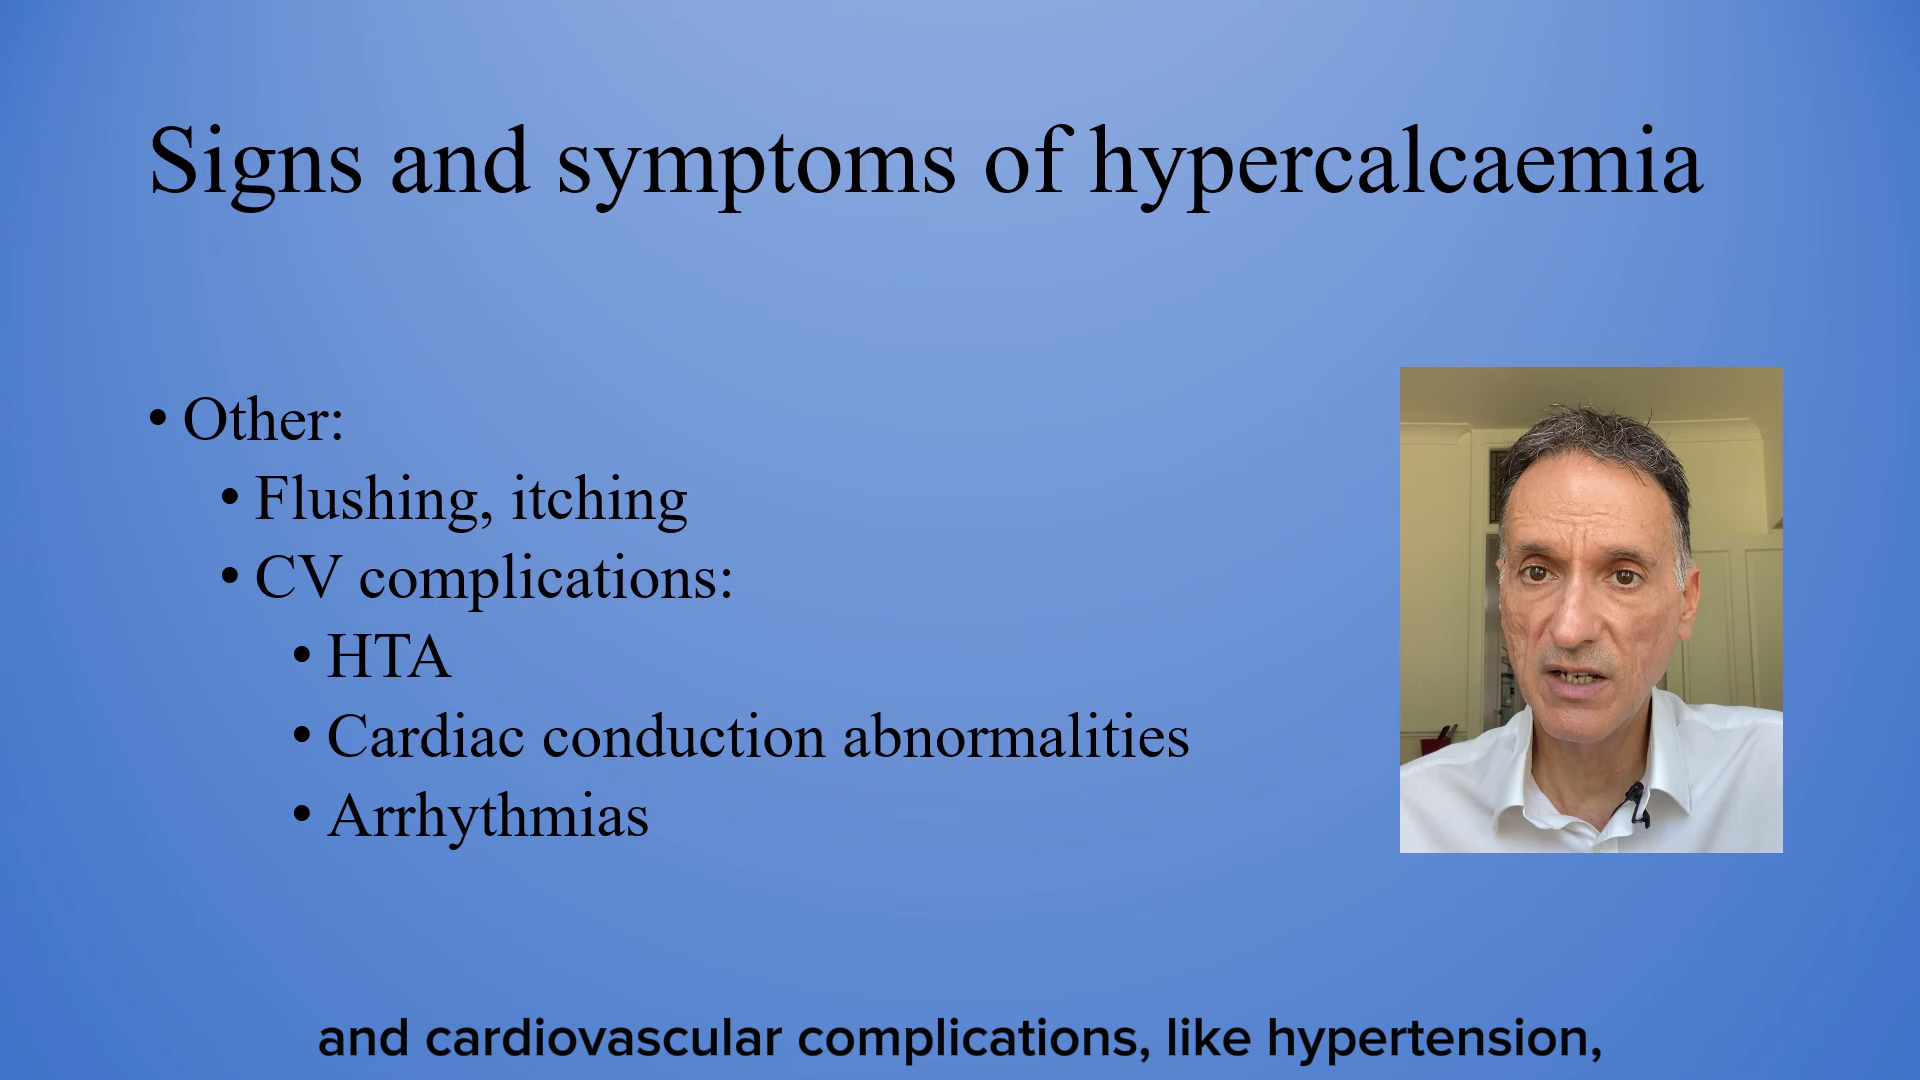 Signs and symptoms of hypercalcaemia
• Other:
• Flushing, itching
• CV complications:
• HTA
• Cardiac conduction abnormalities
• Arrhythmias
and cardiovascular complications, like hypertension,